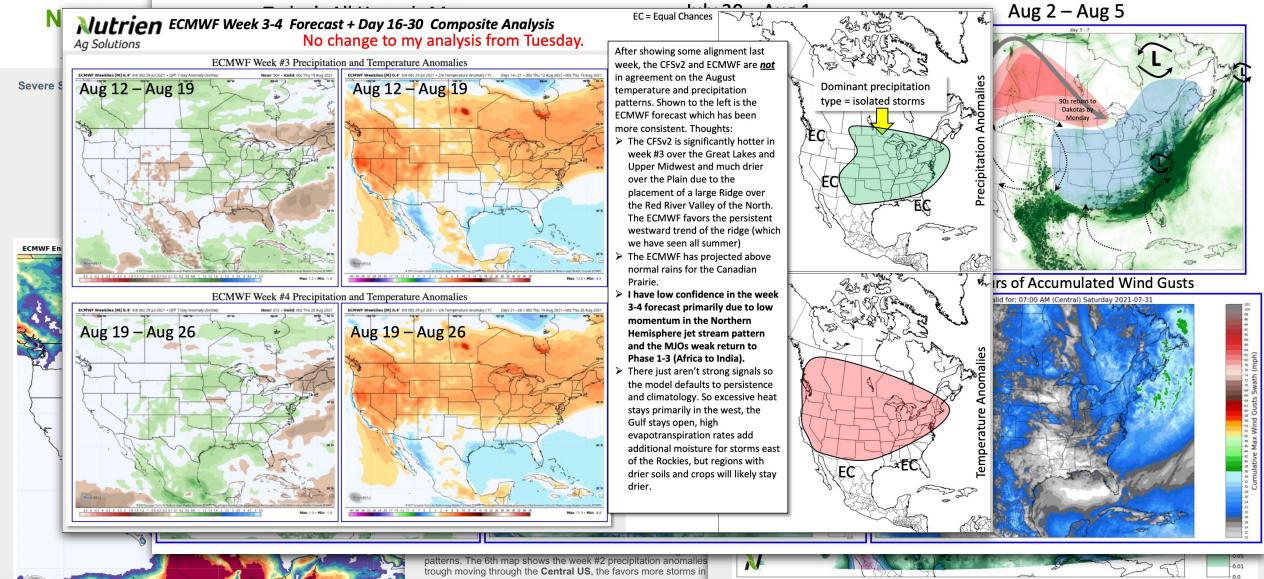 Nutrien
Ag Solutions
ECMWF Week 3-4 Forecast + Day 16-30 Composite Analysis
No change to my analysis from Tuesday.
EC = Equal Chances
Aug 2 – Aug 5
day 3 - 7
ECMWF Week #3 Precipitation and Temperature Anomalies
Aug 12 – Aug 19
Aug 12 – Aug 19
ECMWF Week #4 Precipitation and Temperature Anomalies
Aug 19 – Aug 26
Aug 19 – Aug 26
After showing some alignment last
week, the CFSv2 and ECMWF are not
in agreement on the August
temperature and precipitation
patterns. Shown to the left is the
ECMWF forecast which has been
more consistent. Thoughts:
➢ The CFSv2 is significantly hotter in
week #3 over the Great Lakes and
Upper Midwest and much drier
over the Plain due to the
placement of a large Ridge over
the Red River Valley of the North.
The ECMWF favors the persistent
westward trend of the ridge (which
we have seen all summer)
➢ The ECMWF has projected above
normal rains for the Canadian
Prairie.
➢ I have low confidence in the week
3-4 forecast primarily due to low
momentum in the Northern
Hemisphere jet stream pattern
and the MJOs weak return to
Phase 1-3 (Africa to India).
➢ There just aren't strong signals so
the model defaults to persistence
and climatology. So excessive heat
stays primarily in the west, the
Gulf stays open, high
evapotranspiration rates add
additional moisture for storms east
of the Rockies, but regions with
drier soils and crops will likely stay
drier.
Dominant precipitation
type = isolated storms
EC
EC
EC
Precipitation Anomalies
EC
EC
Temperature Anomalies
90s return to
Dakotas by
Monday
L
L
L
Severe S
ECMWF En
rs of Accumulated Wind Gusts
alid for: 07:00 AM (Central) Saturday 2021-07-31
Cumulative Max Wind Gusts Swath (mph)
patterns. The 6th map shows the week #2 precipitation anomalies
trough moving through the Central US, the favors more storms in
0.01
0.0